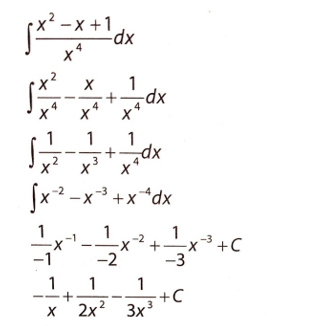 ∫ (x² − x + 1)/x⁴ dx
∫ x²/x⁴ − x/x⁴ + 1/x⁴ dx
∫ 1/x² − 1/x³ + 1/x⁴ dx
∫ x⁻² − x⁻³ + x⁻⁴ dx
1/−1 x⁻¹ − 1/−2 x⁻² + 1/−3 x⁻³ + C
−1/x + 1/2x² − 1/3x³ + C